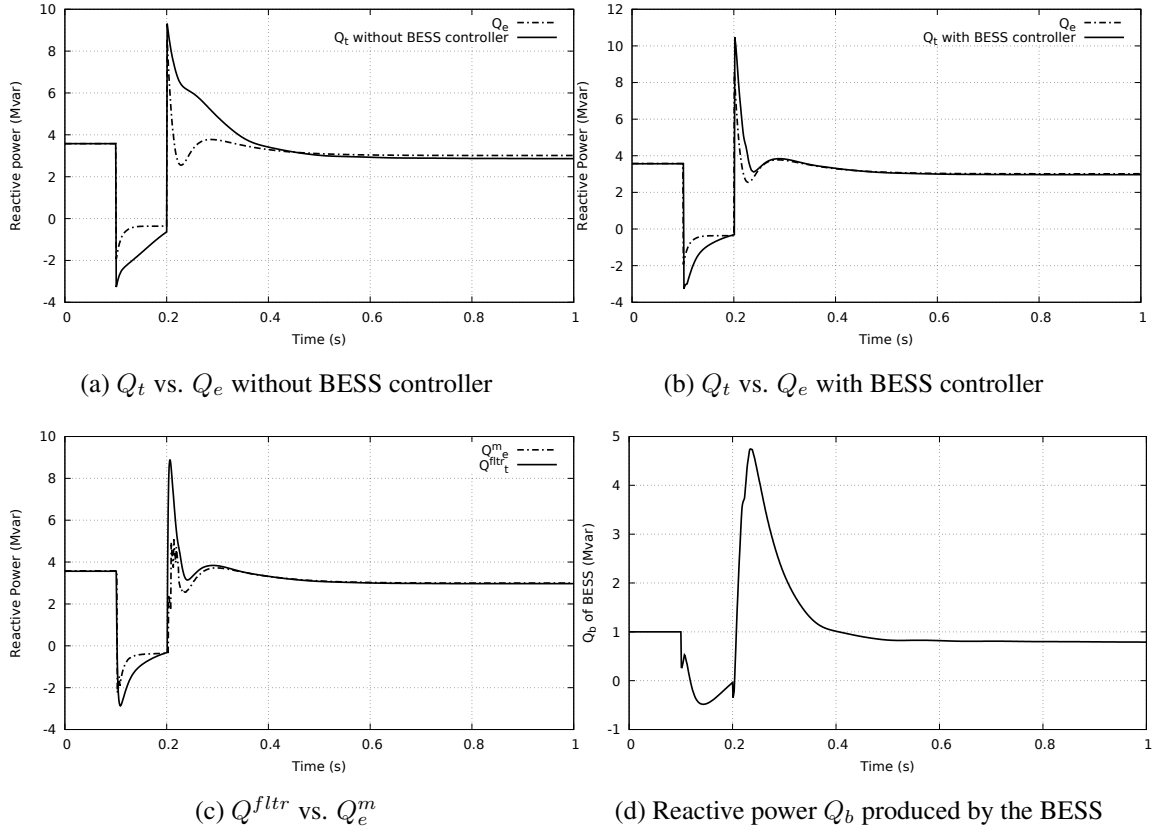 Q_e
Q_t without BESS controller
Reactive power (Mvar)
10
8
6
4
2
0
-2
-4
0 0.2 0.4 0.6 0.8 1
Time (s)
(a) Q_t vs. Q_e without BESS controller
Q_e
Q_t with BESS controller
Reactive Power (Mvar)
12
10
8
6
4
2
0
-2
-4
0 0.2 0.4 0.6 0.8 1
Time (s)
(b) Q_t vs. Q_e with BESS controller
Q^m_e
Q^fltr_t
Reactive Power (Mvar)
10
8
6
4
2
0
-2
-4
0 0.2 0.4 0.6 0.8 1
Time (s)
(c) Q^{fltr} vs. Q_e^m
Q_b of BESS (Mvar)
5
4
3
2
1
0
-1
0 0.2 0.4 0.6 0.8 1
Time (s)
(d) Reactive power Q_b produced by the BESS